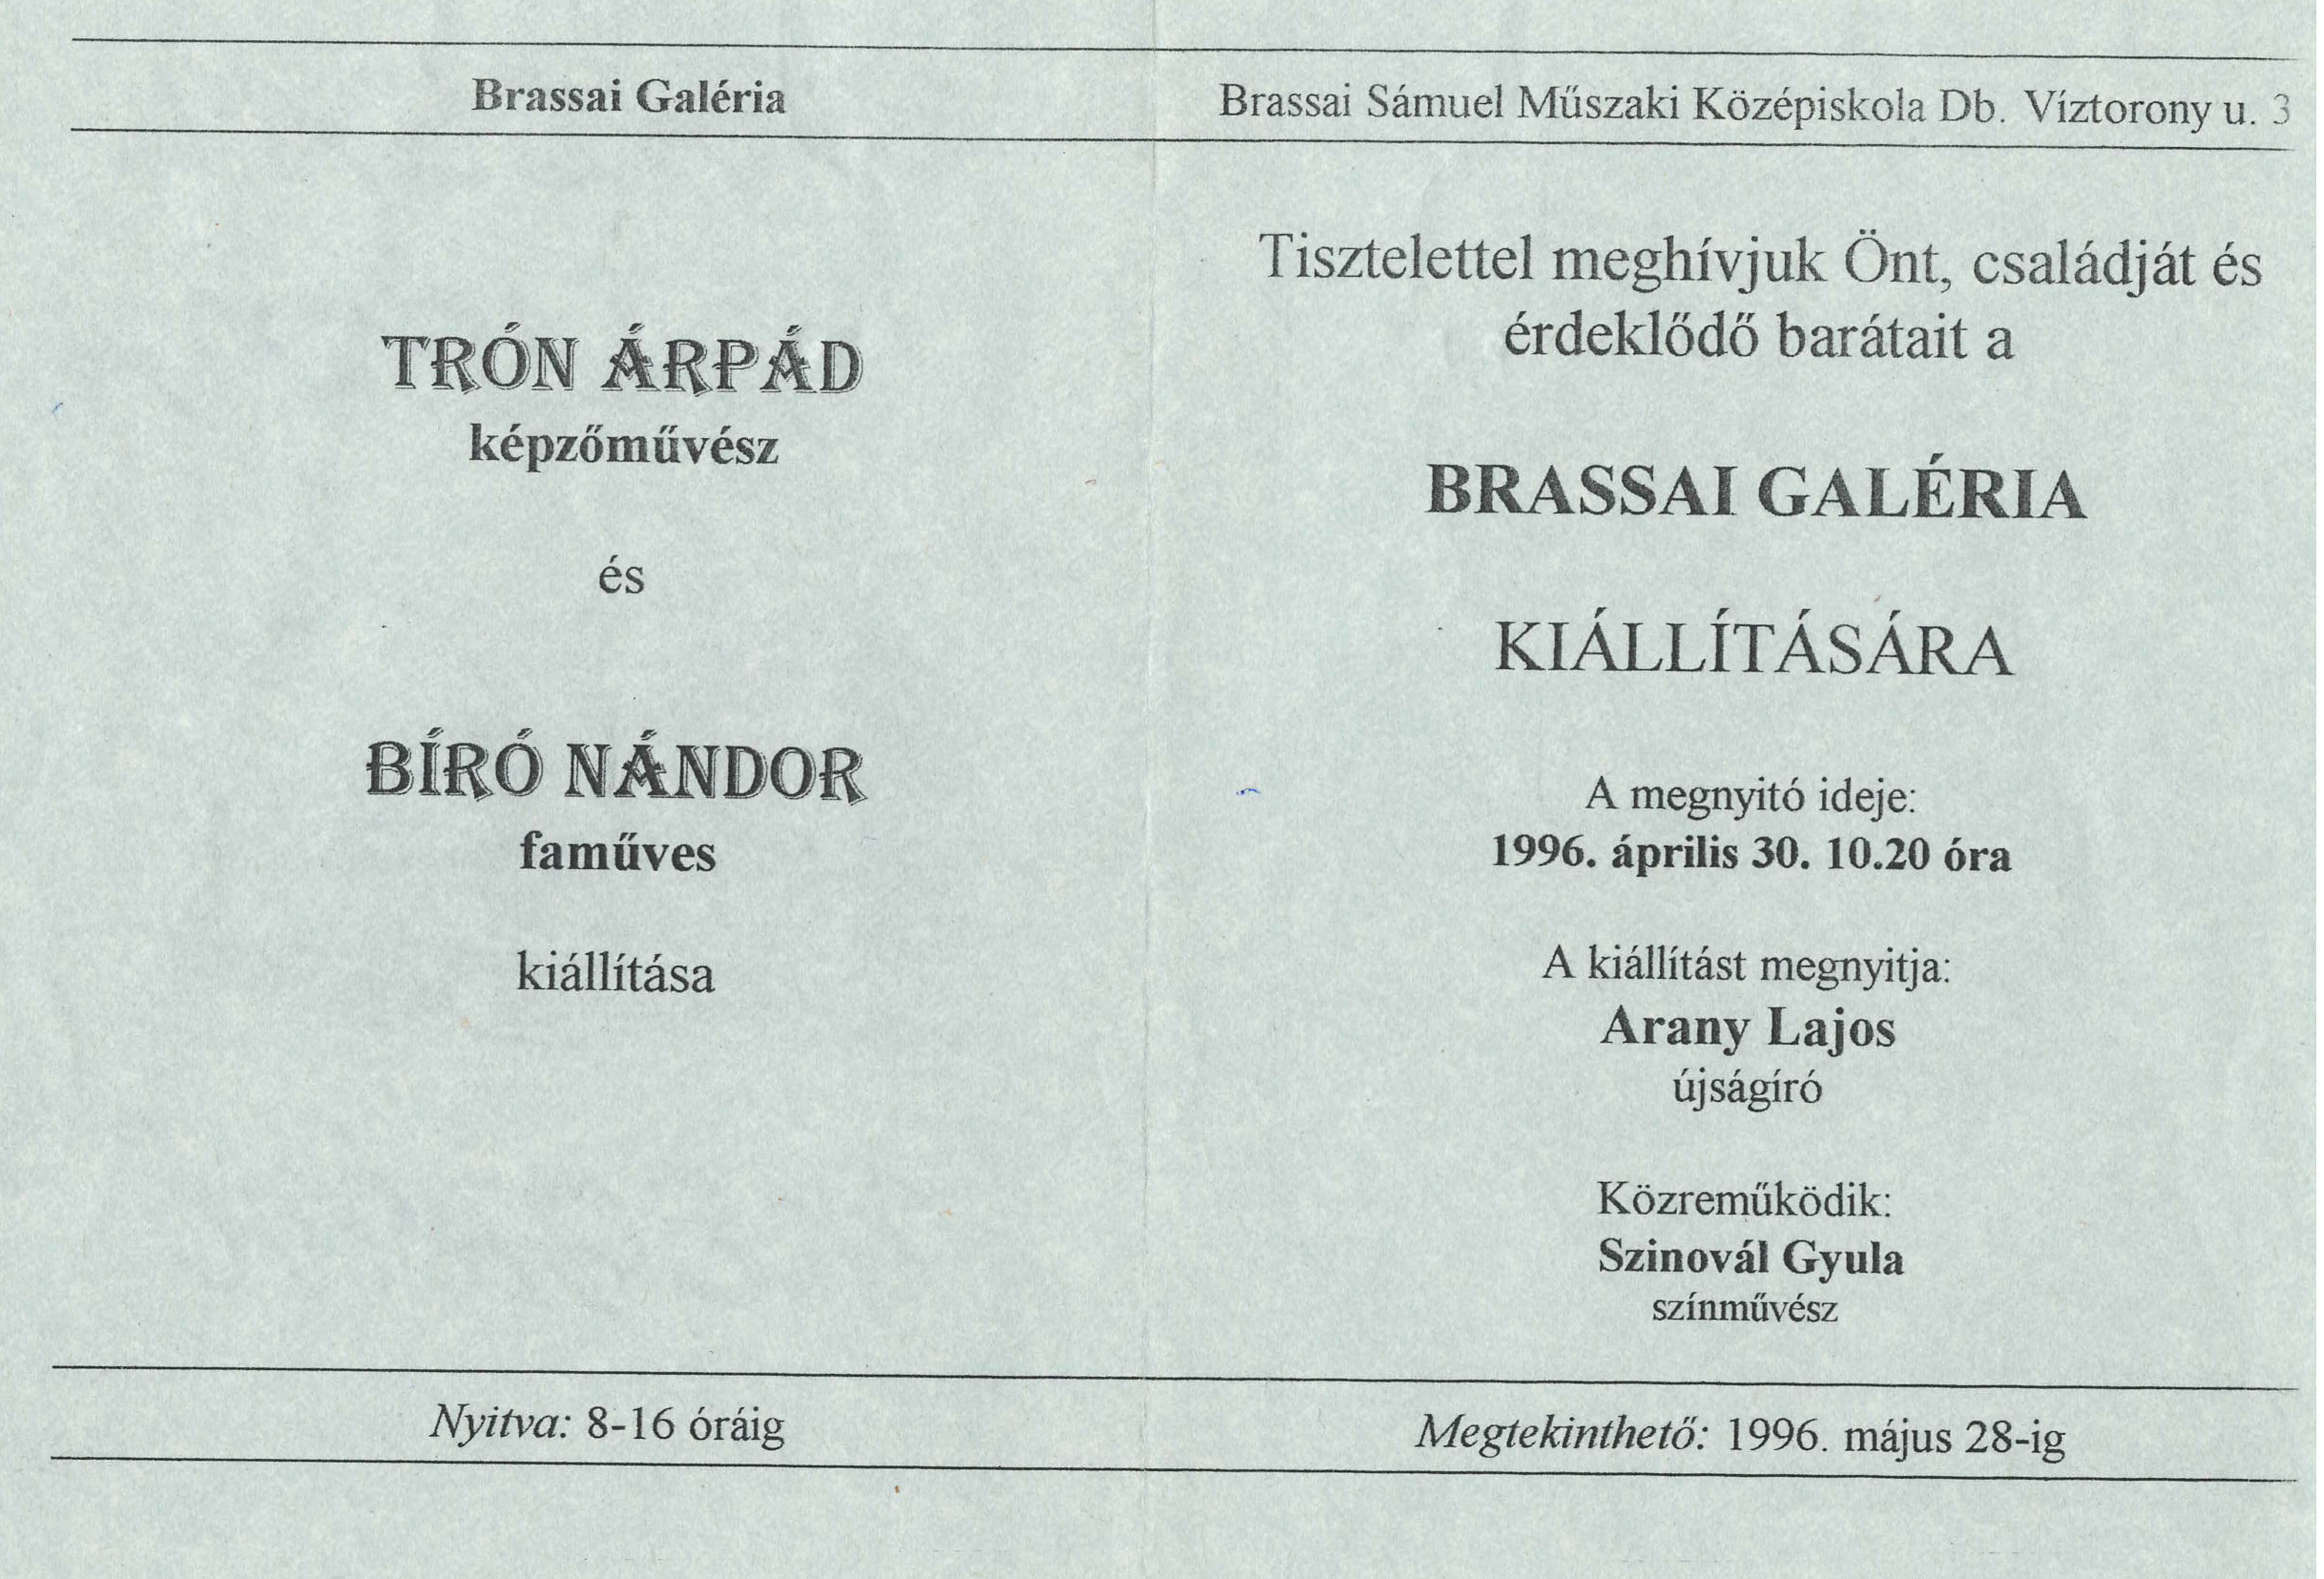 Brassai Galéria
TRÓN ÁRPÁD
képzőművész
és
BÍRÓ NÁNDOR
faműves
kiállítása
Nyitva: 8-16 óráig
Brassai Sámuel Műszaki Középiskola Db. Víztorony u. 3
Tisztelettel meghívjuk Önt, családját és
érdeklődő barátait a
BRASSAI GALÉRIA
KIÁLLÍTÁSÁRA
A megnyitó ideje:
1996. április 30. 10.20 óra
A kiállítást megnyitja:
Arany Lajos
újságíró
Közreműködik:
Szinovál Gyula
színművész
Megtekinthető: 1996. május 28-ig